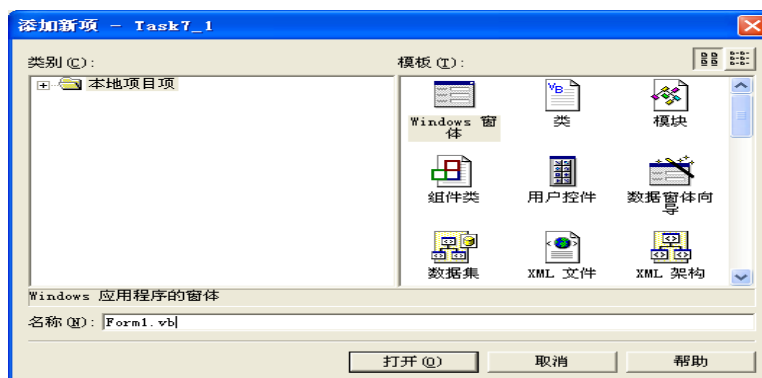 添加新项 - Task7_1
类别(C):
模板(T):
本地项目项
Windows 窗
体
VB
类
模块
组件类
用户控件
数据窗体向
导
数据集
XML 文件
XML 架构
Windows 应用程序的窗体
名称(N): Form1.vb
打开(O)
取消
帮助